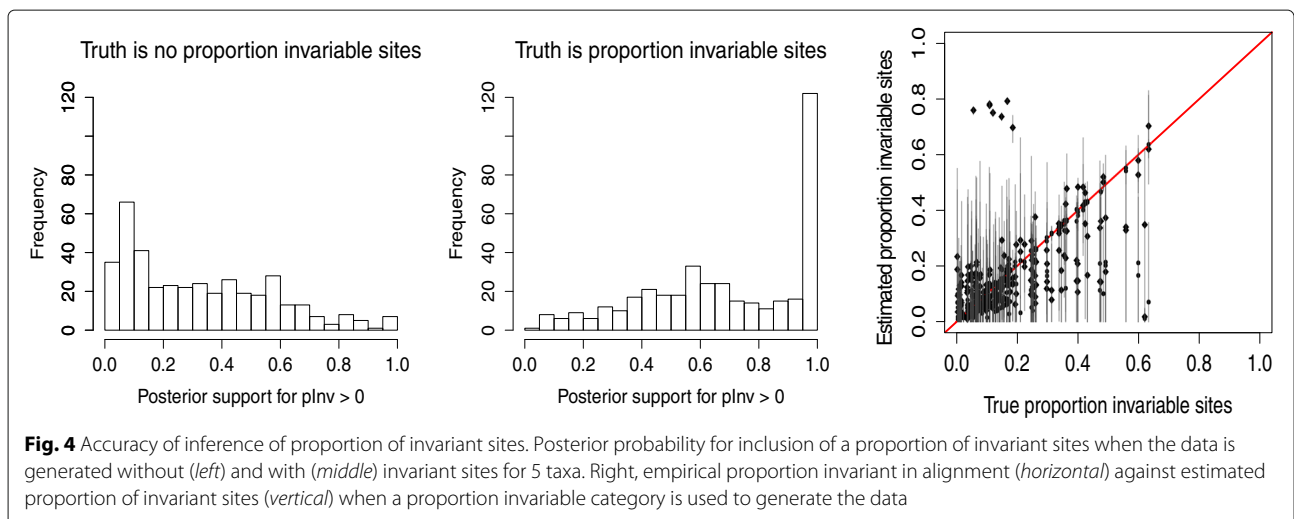 Truth is no proportion invariable sites
Frequency
0 20 40 60 80 120
0.0 0.2 0.4 0.6 0.8 1.0
Posterior support for pInv > 0
Truth is proportion invariable sites
Frequency
0 20 40 60 80 120
0.0 0.2 0.4 0.6 0.8 1.0
Posterior support for pInv > 0
Estimated proportion invariable sites
0.0 0.2 0.4 0.6 0.8 1.0
0.0 0.2 0.4 0.6 0.8 1.0
True proportion invariable sites
Fig. 4 Accuracy of inference of proportion of invariant sites. Posterior probability for inclusion of a proportion of invariant sites when the data is
generated without (left) and with (middle) invariant sites for 5 taxa. Right, empirical proportion invariant in alignment (horizontal) against estimated
proportion of invariant sites (vertical) when a proportion invariable category is used to generate the data